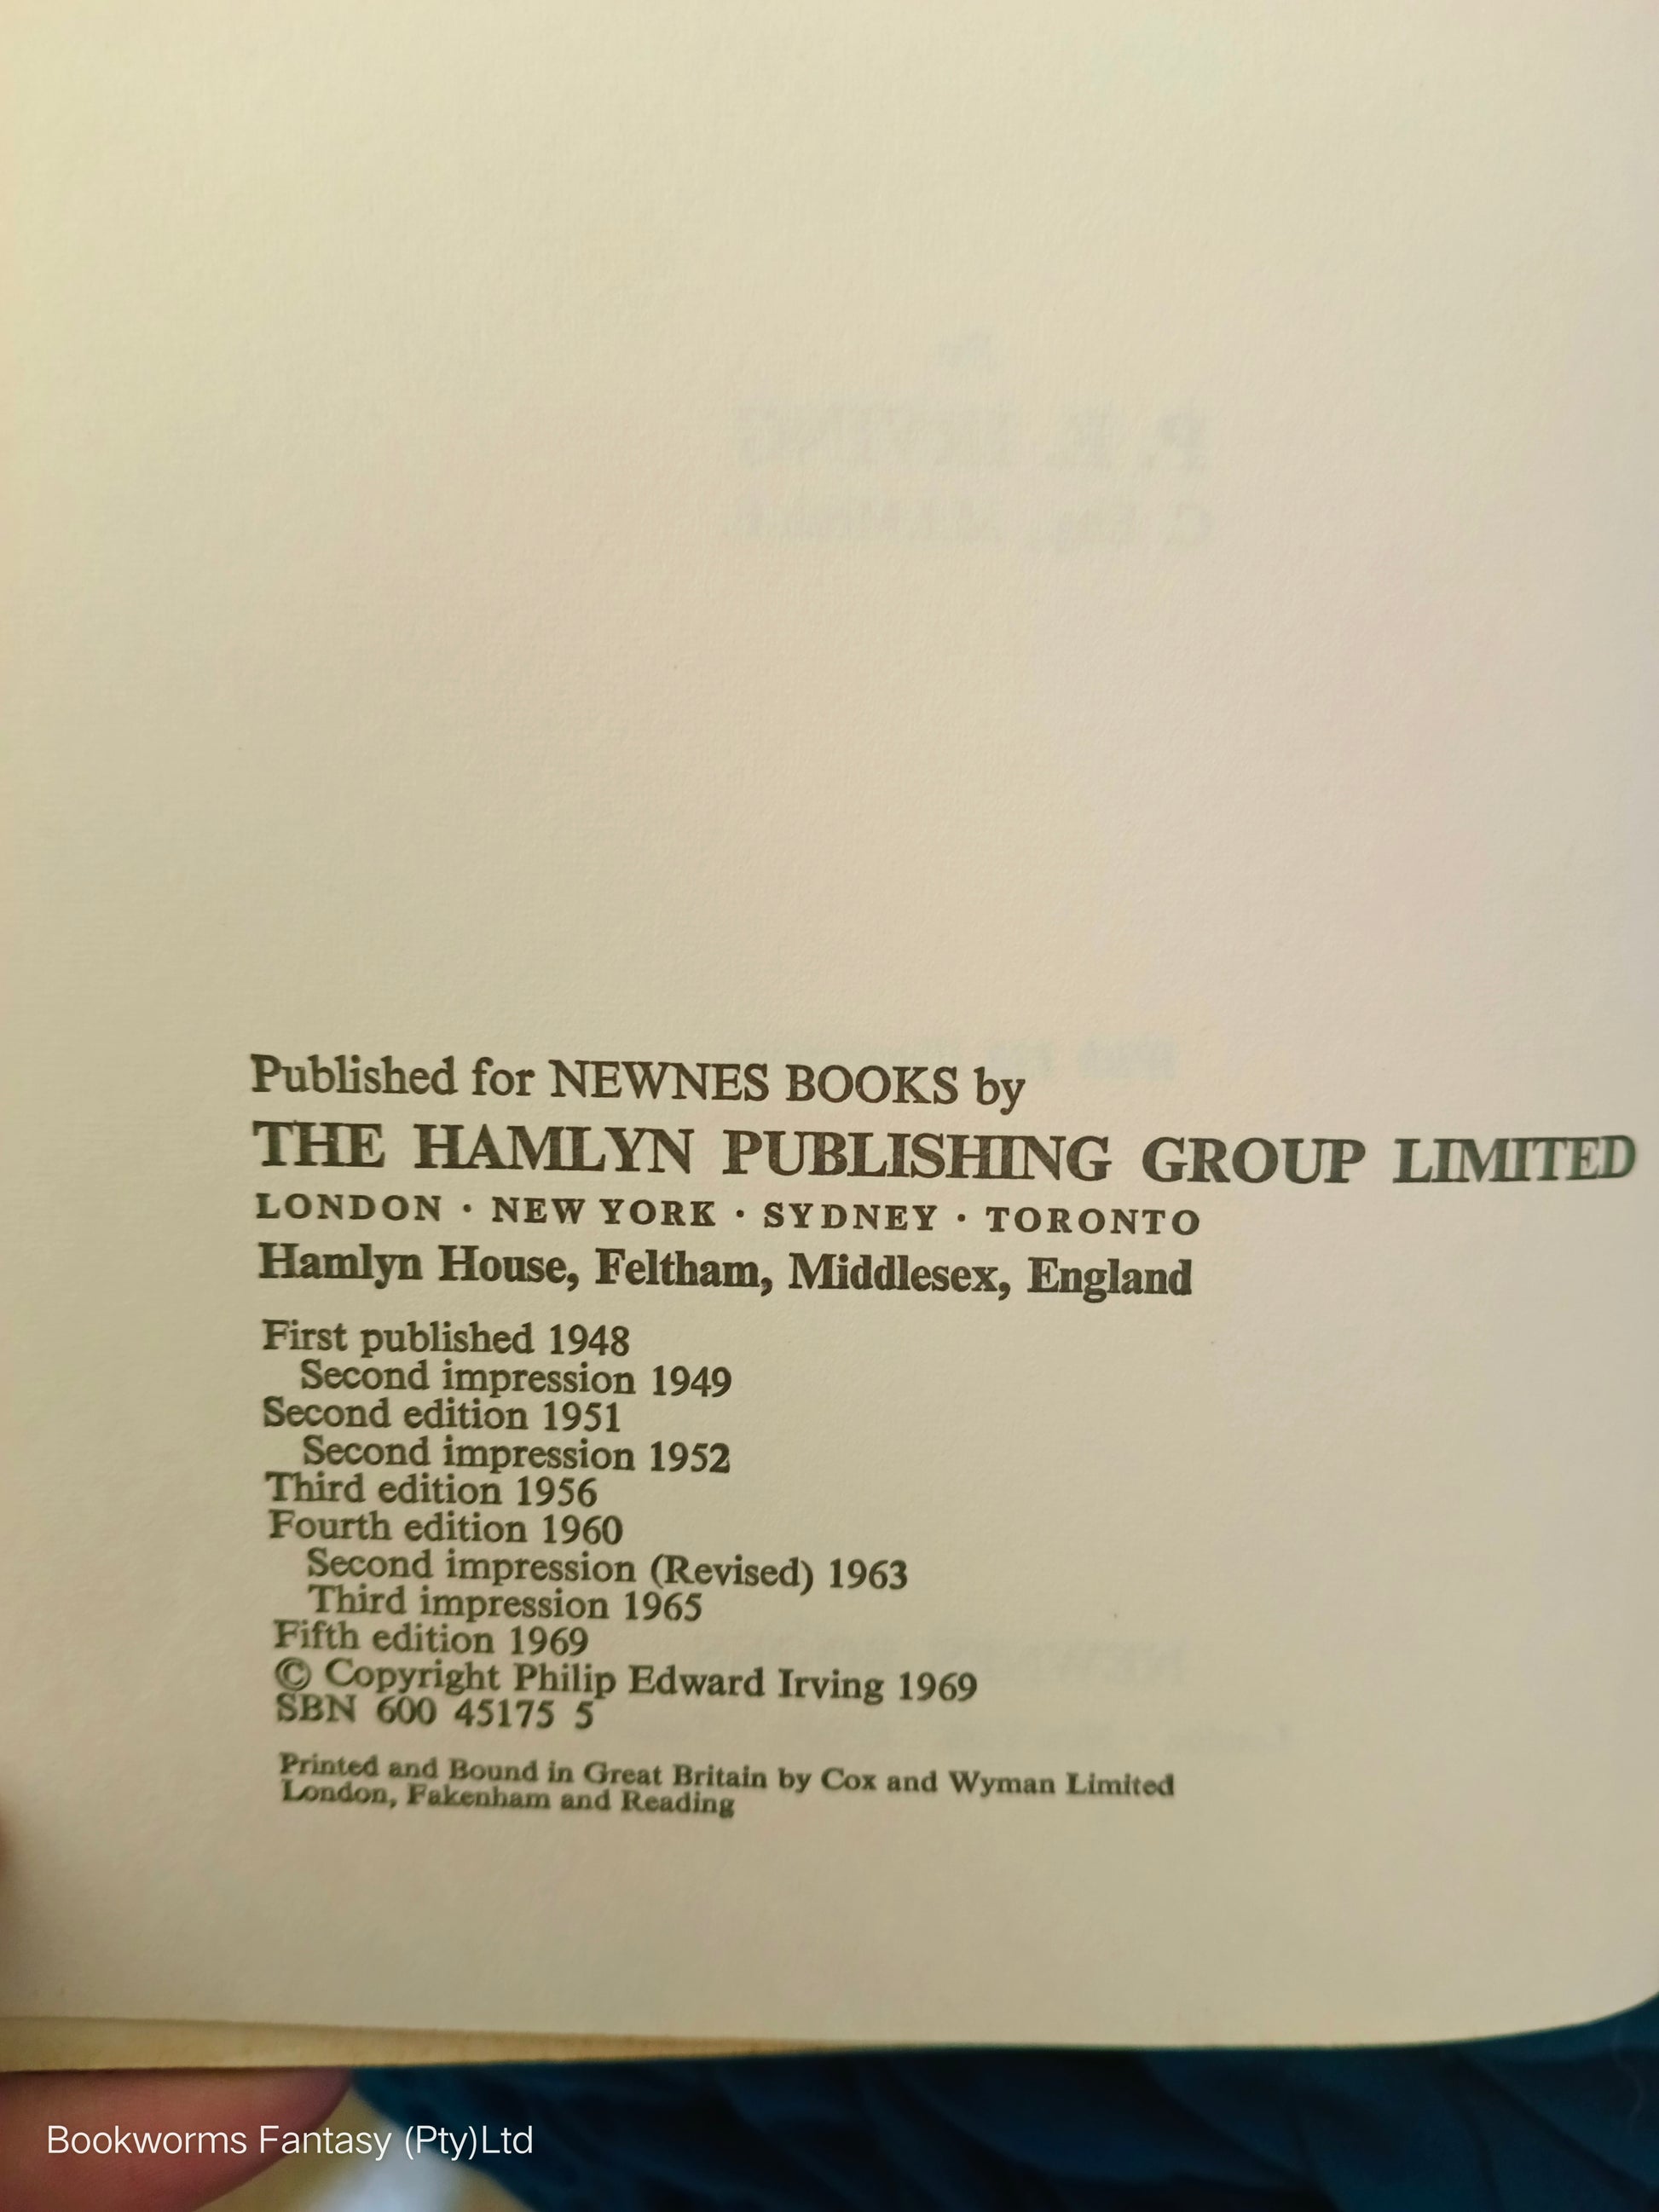 Published for NEWNES BOOKS by
THE HAMLYN PUBLISHING GROUP LIMITED
LONDON · NEW YORK · SYDNEY · TORONTO
Hamlyn House, Feltham, Middlesex, England
First published 1948
Second impression 1949
Second edition 1951
Second impression 1952
Third edition 1956
Fourth edition 1960
Second impression (Revised) 1963
Third impression 1965
Fifth edition 1969
© Copyright Philip Edward Irving 1969
SBN 600 45175 5
Printed and Bound in Great Britain by Cox and Wyman Limited
London, Fakenham and Reading
Bookworms Fantasy (Pty)Ltd